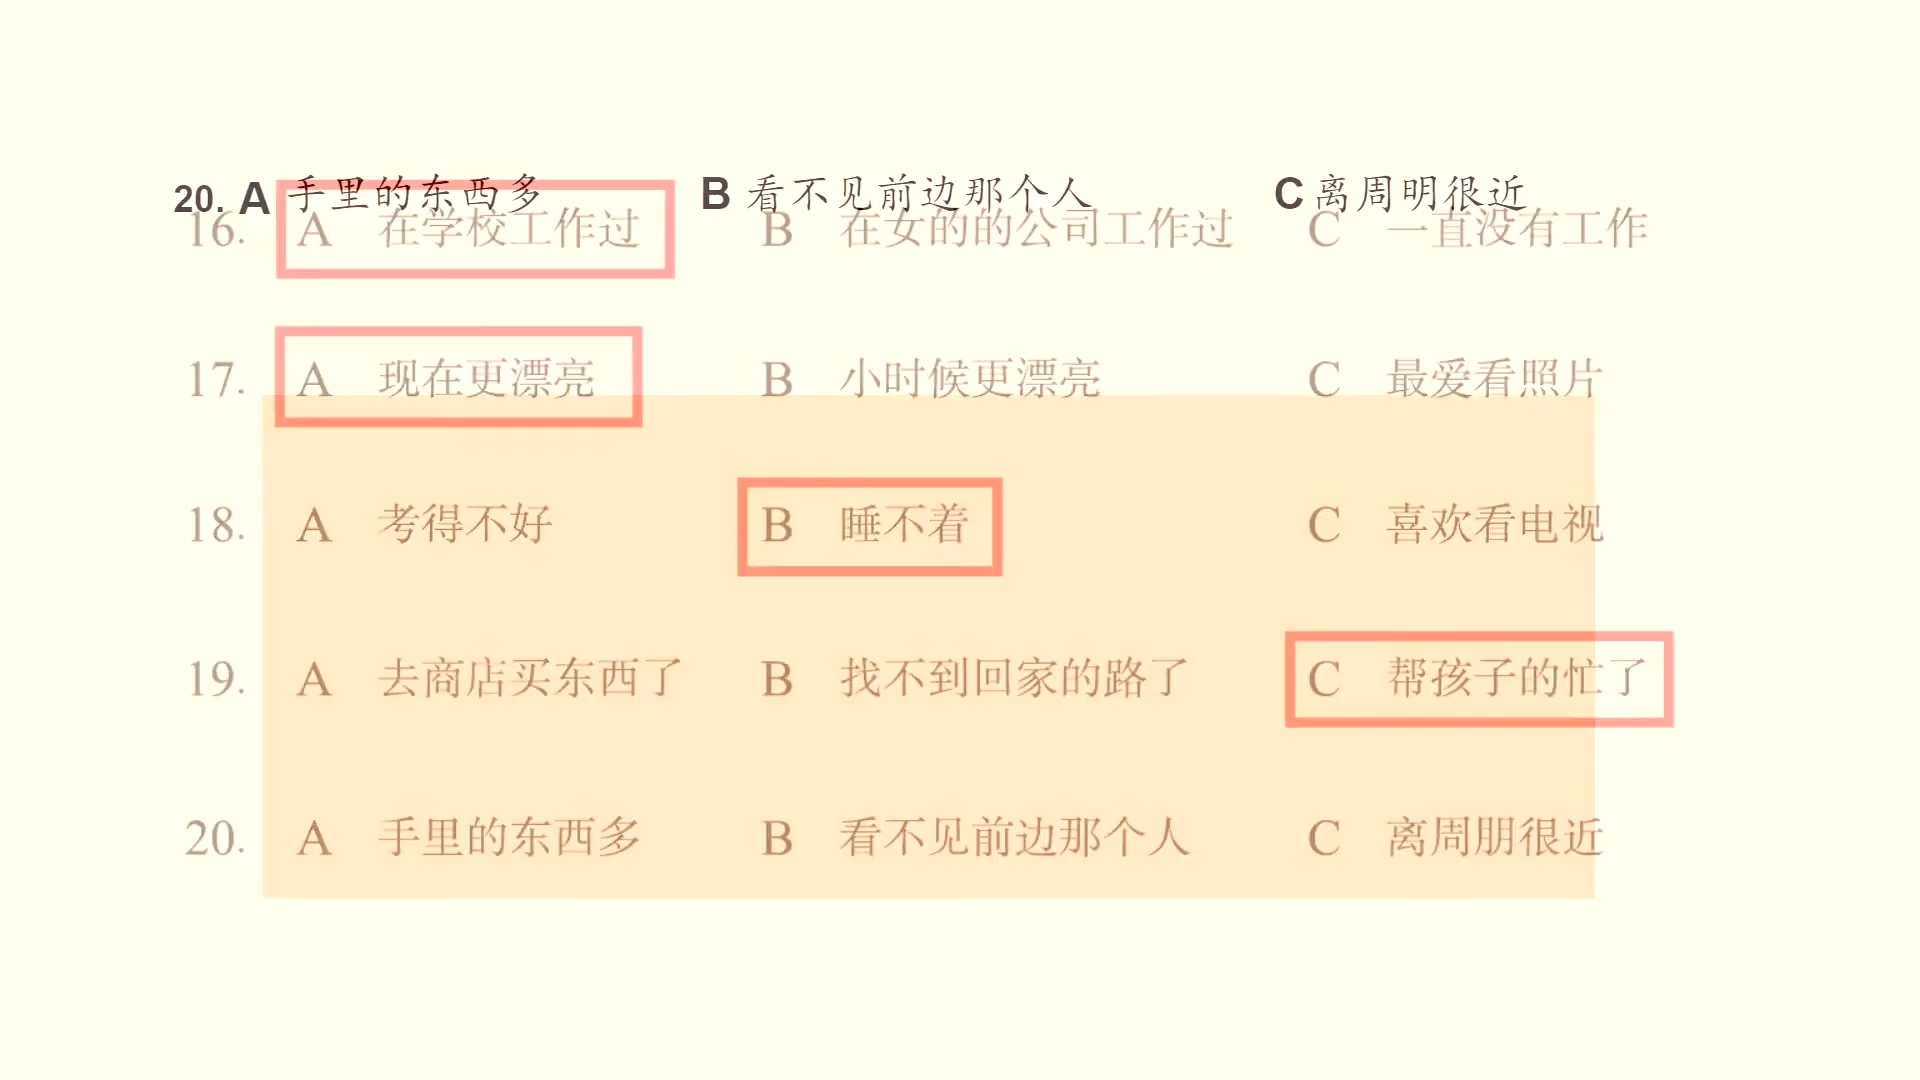 20. A 手里的东西多 B 看不见前边那个人 C 离周明很近
16. A 在学校工作过 B 在女的的公司工作过 C 一直没有工作
17. A 现在更漂亮 B 小时候更漂亮 C 最爱看照片
18. A 考得不好 B 睡不着 C 喜欢看电视
19. A 去商店买东西了 B 找不到回家的路了 C 帮孩子的忙了
20. A 手里的东西多 B 看不见前边那个人 C 离周朋很近